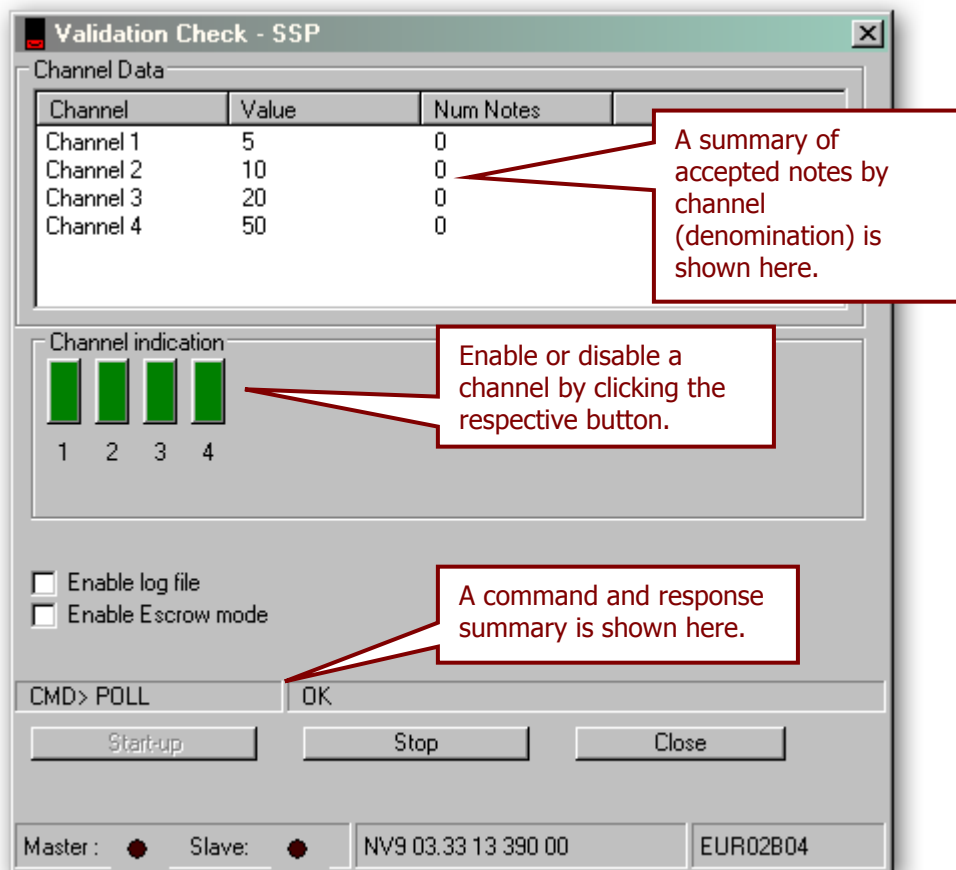 Validation Check - SSP
Channel Data
Channel Value Num Notes
Channel 1 5 0
Channel 2 10 0
Channel 3 20 0
Channel 4 50 0
A summary of
accepted notes by
channel
(denomination) is
shown here.
Channel indication
1 2 3 4
Enable or disable a
channel by clicking the
respective button.
Enable log file
Enable Escrow mode
A command and response
summary is shown here.
CMD> POLL OK
Start-up Stop Close
Master : Slave: NV9 03.33 13 390 00 EUR02B04